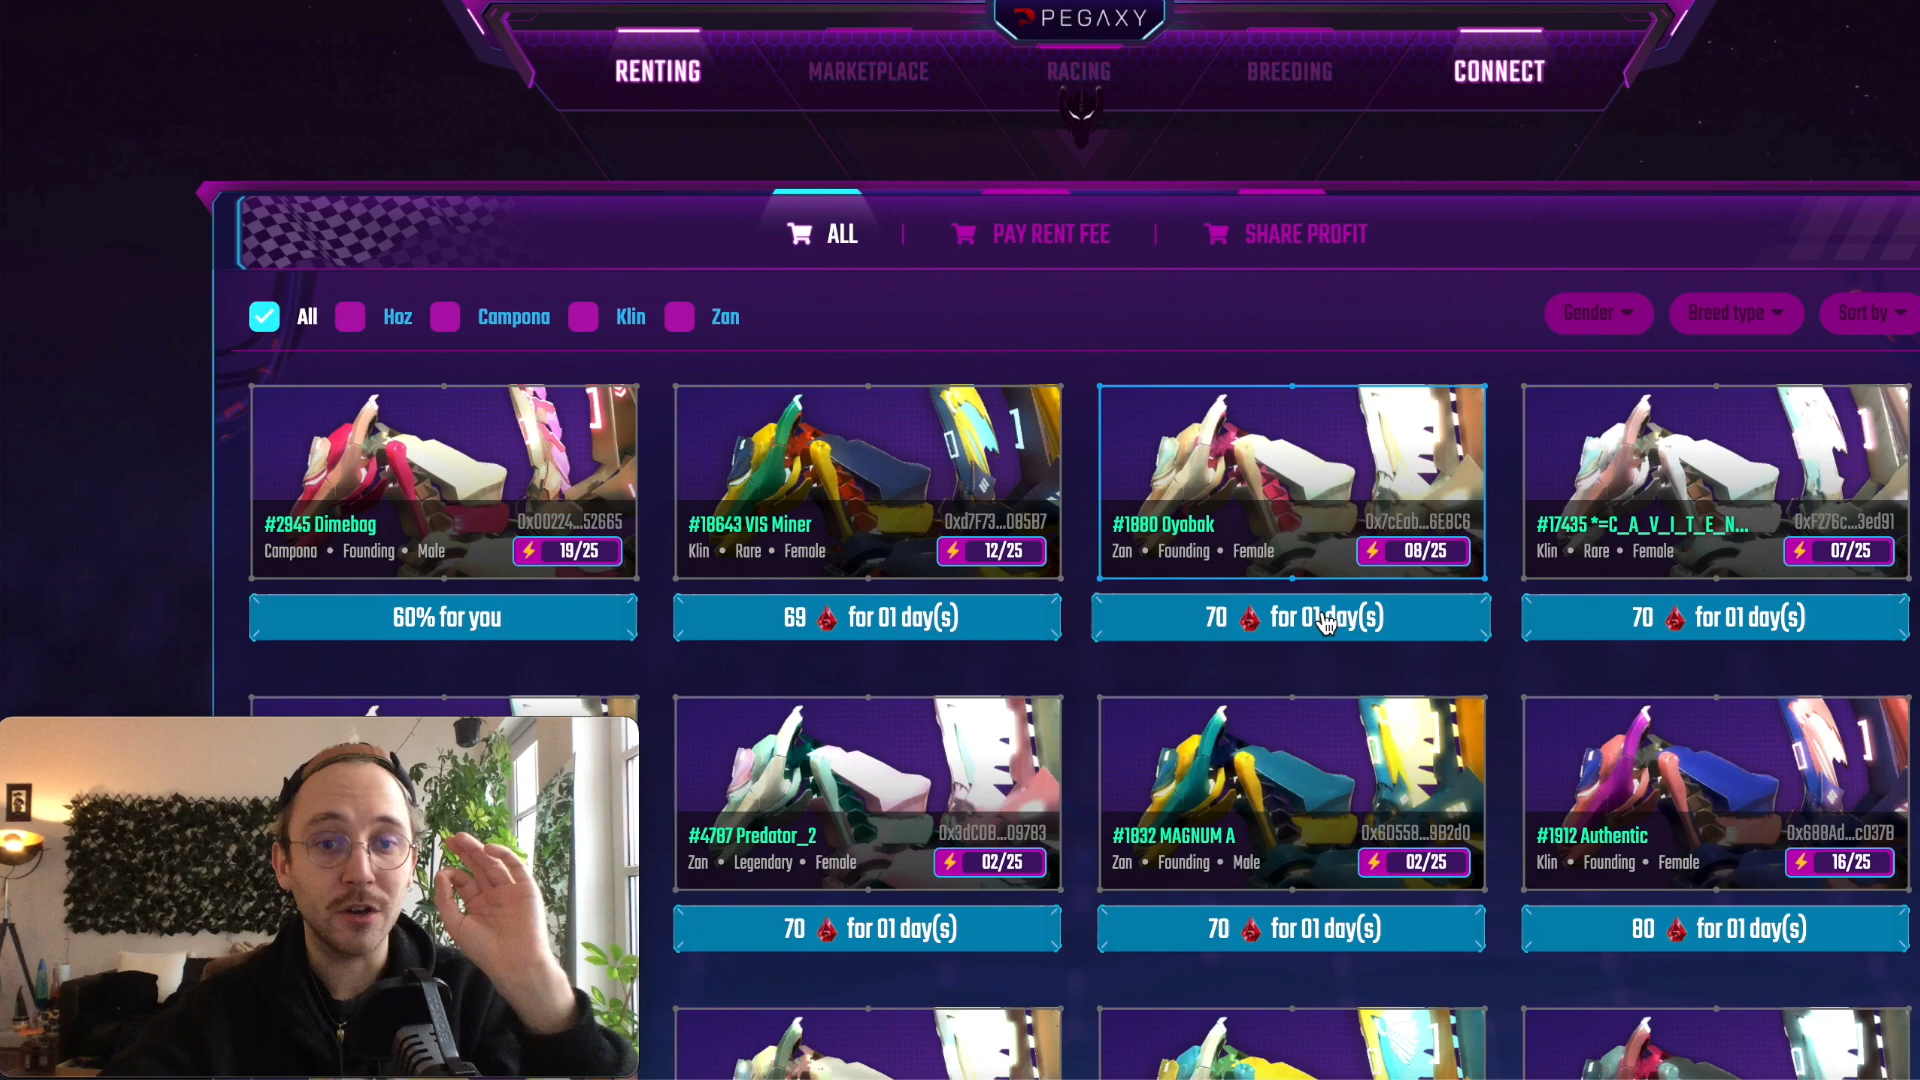 PEGAXY
RENTING MARKETPLACE RACING BREEDING CONNECT
ALL | PAY RENT FEE | SHARE PROFIT
All Hoz Campona Klin Zan Gender Breed type Sort by
#2945 Dimebag 0x00224...52665
Campona • Founding • Male 19/25
60% for you
#18643 VIS Miner 0xd7F73...085B7
Klin • Rare • Female 12/25
69 for 01 day(s)
#1880 Oyabak 0x7cEab...6E8C6
Zan • Founding • Female 08/25
70 for 01 day(s)
#17435 *=C_A_V_I_T_E_N... 0xF276c...3ed91
Klin • Rare • Female 07/25
70 for 01 day(s)
#4787 Predator_2 0x3dC0B...09783
Zan • Legendary • Female 02/25
70 for 01 day(s)
#1832 MAGNUM A 0x6D558...9B2d0
Zan • Founding • Male 02/25
70 for 01 day(s)
#1912 Authentic 0x688Ad...c037B
Klin • Founding • Female 16/25
80 for 01 day(s)